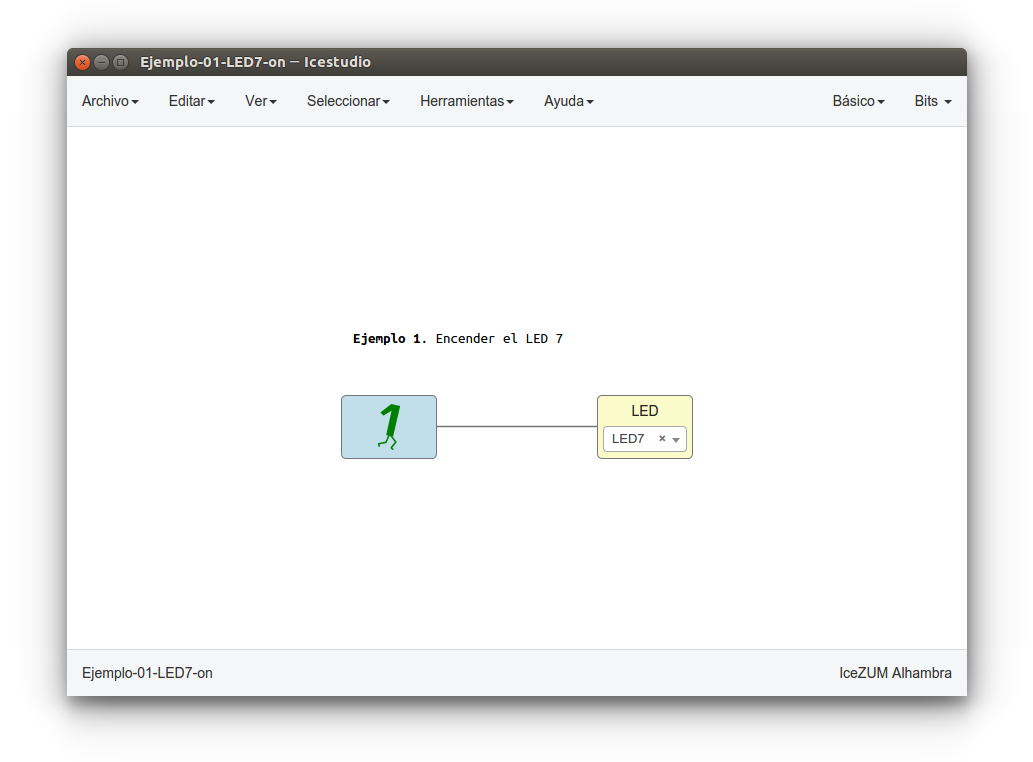 Ejemplo-01-LED7-on — Icestudio
Archivo Editar Ver Seleccionar Herramientas Ayuda Básico Bits
Ejemplo 1. Encender el LED 7
1
LED
LED7
Ejemplo-01-LED7-on
IceZUM Alhambra